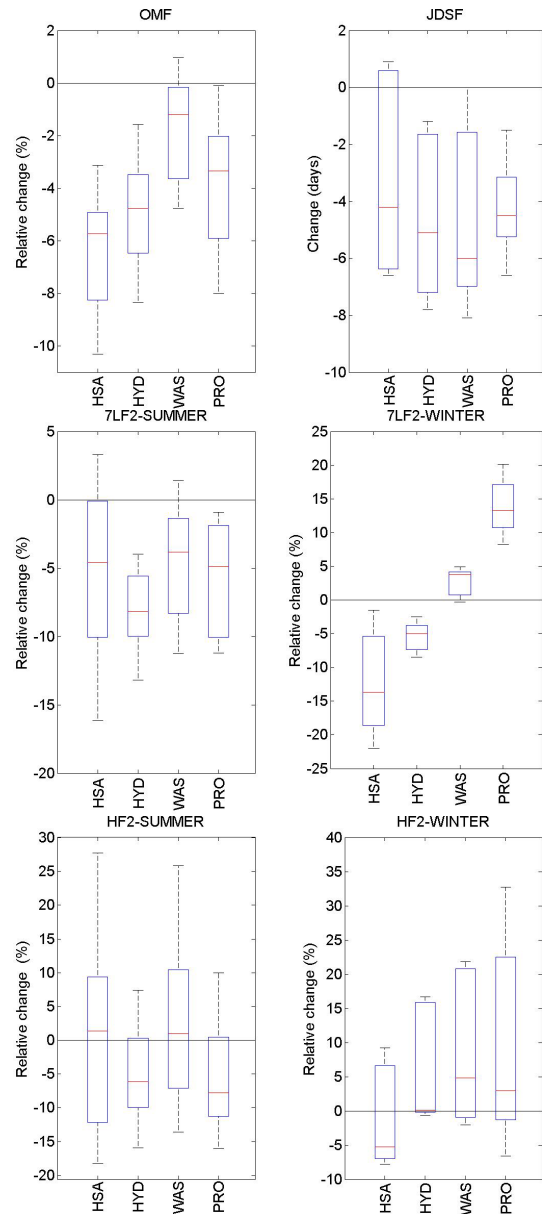 OMF
2
0
-2
-4
-6
-8
-10
Relative change (%)
HSA
HYD
WAS
PRO
JDSF
2
0
-2
-4
-6
-8
-10
Change (days)
HSA
HYD
WAS
PRO
7LF2-SUMMER
5
0
-5
-10
-15
-20
Relative change (%)
HSA
HYD
WAS
PRO
7LF2-WINTER
25
20
15
10
5
0
-5
-10
-15
-20
-25
Relative change (%)
HSA
HYD
WAS
PRO
HF2-SUMMER
30
25
20
15
10
5
0
-5
-10
-15
-20
Relative change (%)
HSA
HYD
WAS
PRO
HF2-WINTER
40
35
30
25
20
15
10
5
0
-5
-10
Relative change (%)
HSA
HYD
WAS
PRO